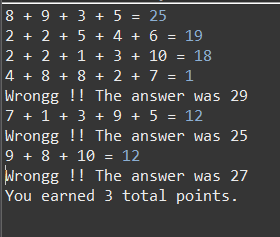 8 + 9 + 3 + 5 = 25
2 + 2 + 5 + 4 + 6 = 19
2 + 2 + 1 + 3 + 10 = 18
4 + 8 + 8 + 2 + 7 = 1
Wrongg !! The answer was 29
7 + 1 + 3 + 9 + 5 = 12
Wrongg !! The answer was 25
9 + 8 + 10 = 12
Wrongg !! The answer was 27
You earned 3 total points.